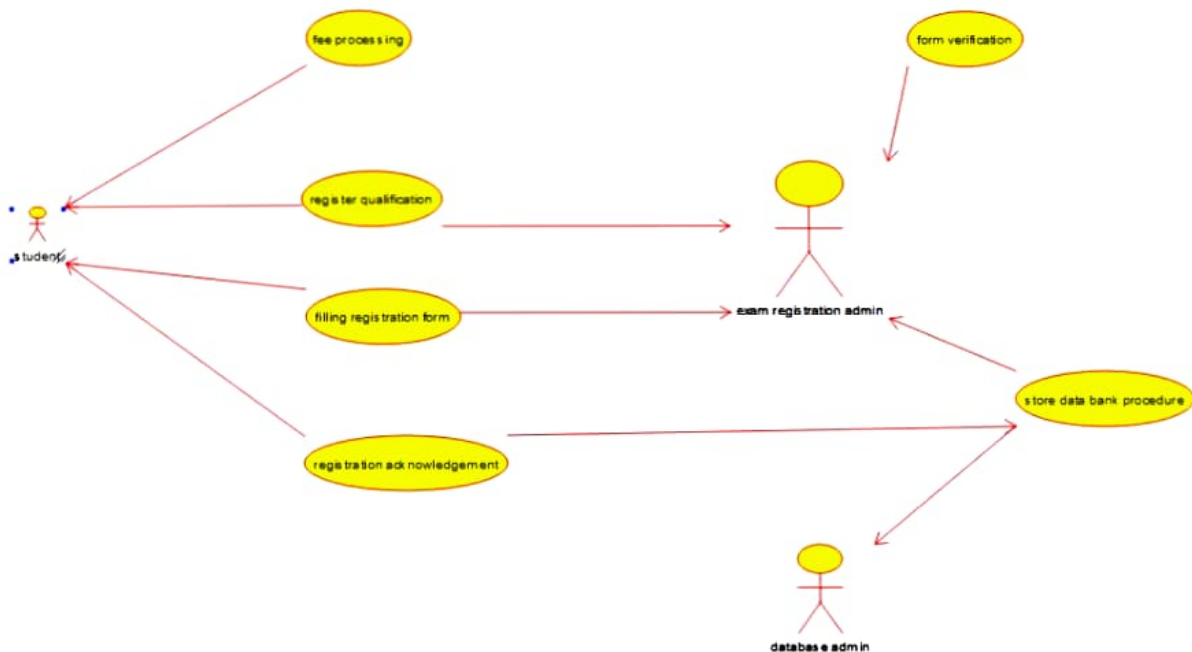 fee processing
form verification
register qualification
student
filling registration form
exam registration admin
store data bank procedure
registration acknowledgement
database admin